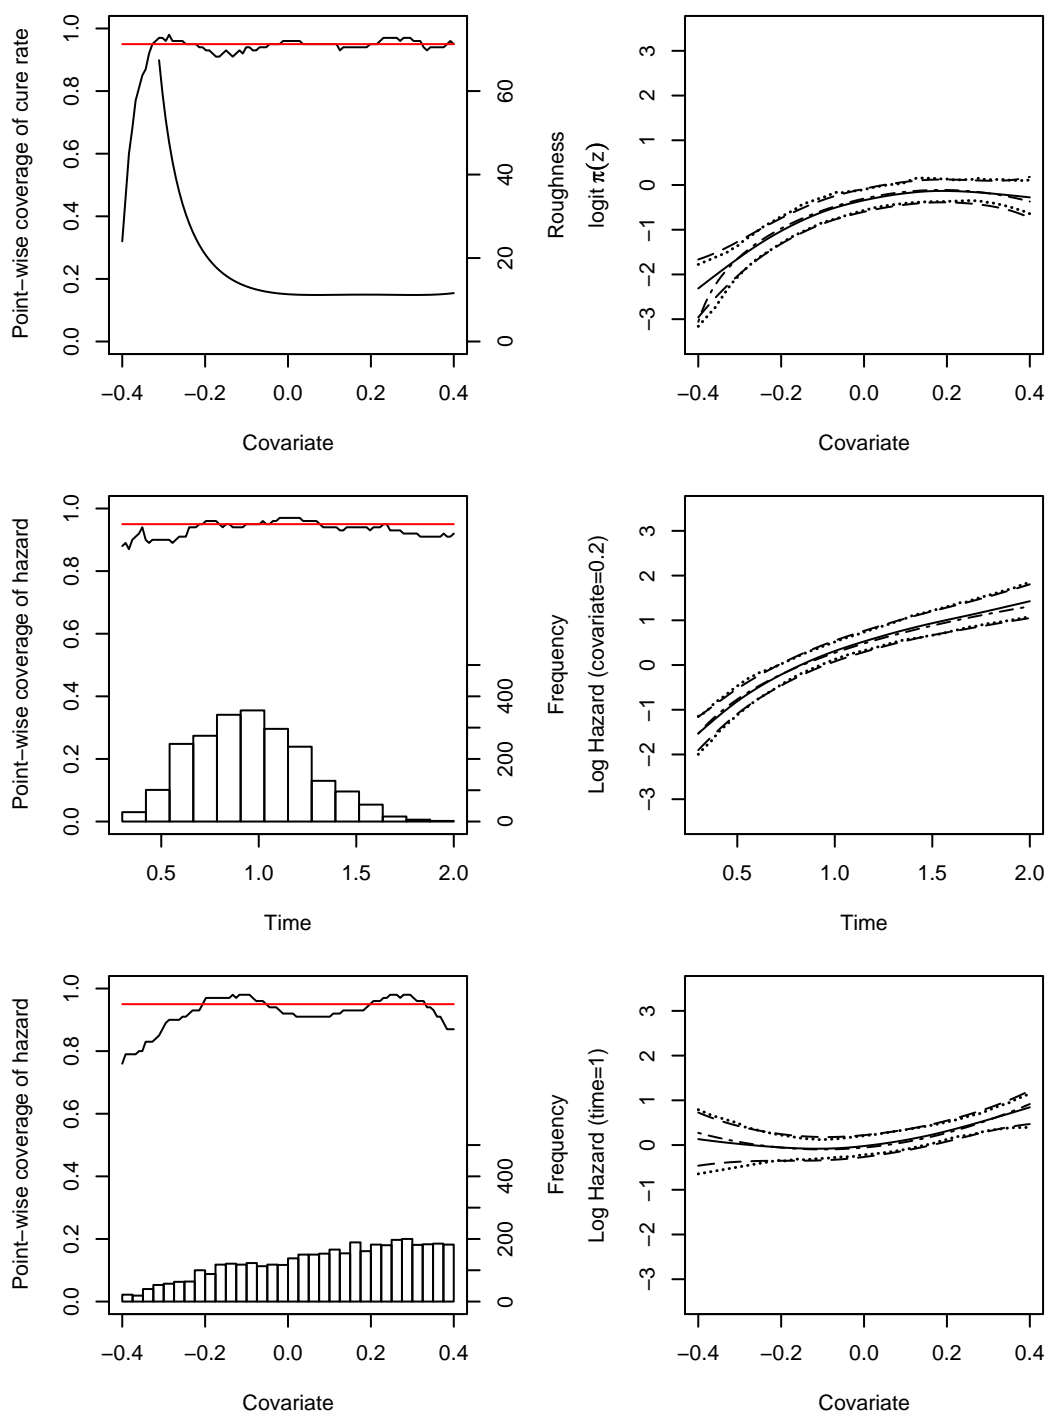 Point−wise coverage of cure rate
0.0 0.2 0.4 0.6 0.8 1.0
−0.4 −0.2 0.0 0.2 0.4
Covariate
0 20 40 60
Roughness
logit π(z)
−3 −2 −1 0 1 2 3
−0.4 −0.2 0.0 0.2 0.4
Covariate
Point−wise coverage of hazard
0.0 0.2 0.4 0.6 0.8 1.0
0.5 1.0 1.5 2.0
Time
0 200 400
Frequency
Log Hazard (covariate=0.2)
−3 −2 −1 0 1 2 3
0.5 1.0 1.5 2.0
Time
Point−wise coverage of hazard
0.0 0.2 0.4 0.6 0.8 1.0
−0.4 −0.2 0.0 0.2 0.4
Covariate
0 200 400
Frequency
Log Hazard (time=1)
−3 −2 −1 0 1 2 3
−0.4 −0.2 0.0 0.2 0.4
Covariate